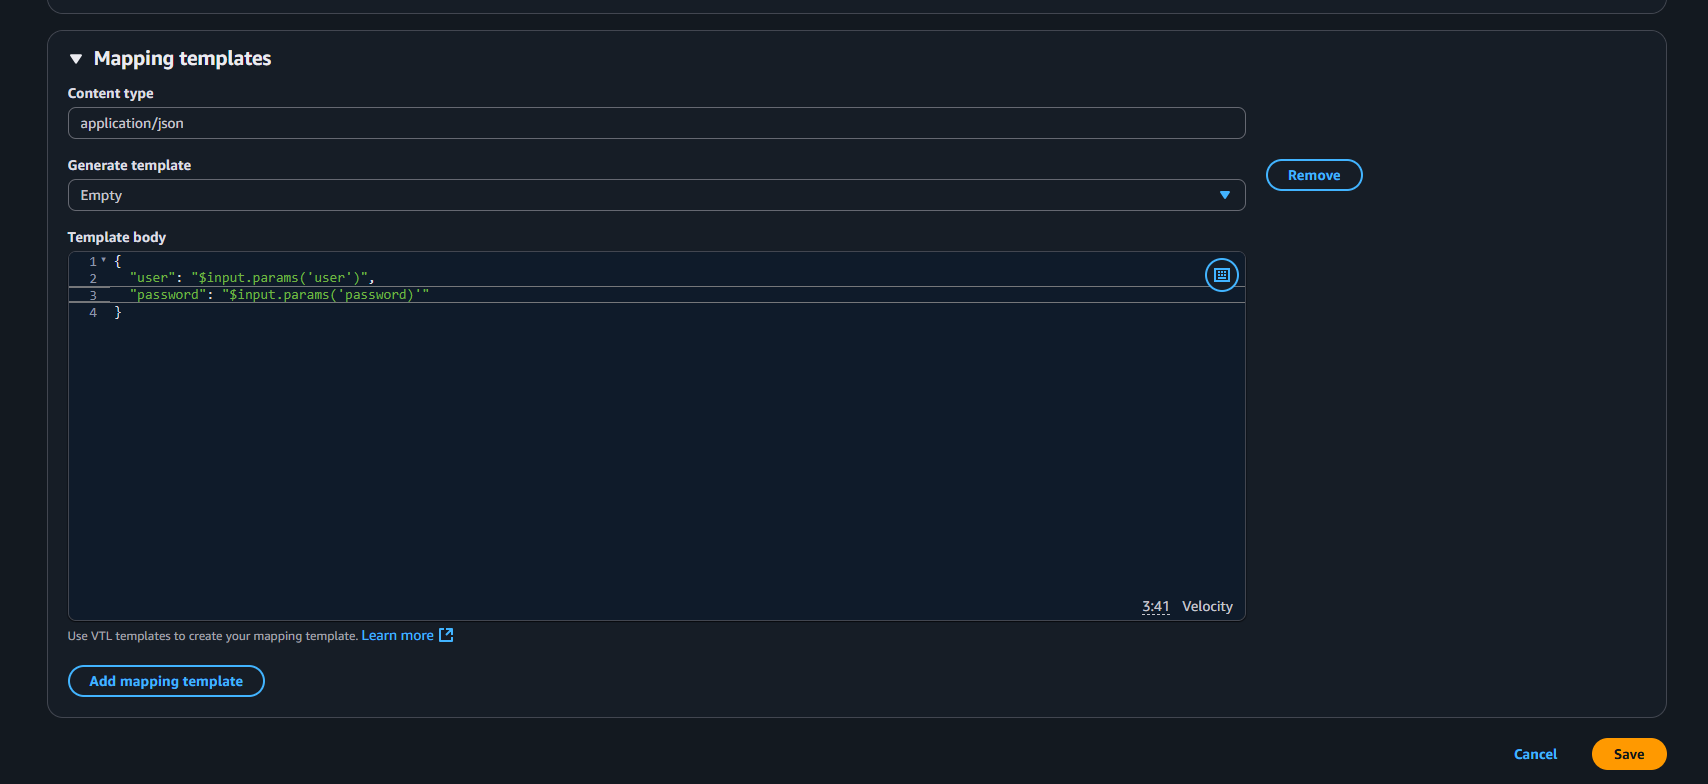 Mapping templates
Content type
application/json
Generate template
Remove
Empty
Template body
1 {
2 "user": "$input.params('user')",
3 "password": "$input.params('password)'"
4 }
3:41 Velocity
Use VTL templates to create your mapping template. Learn more
Add mapping template
Cancel Save